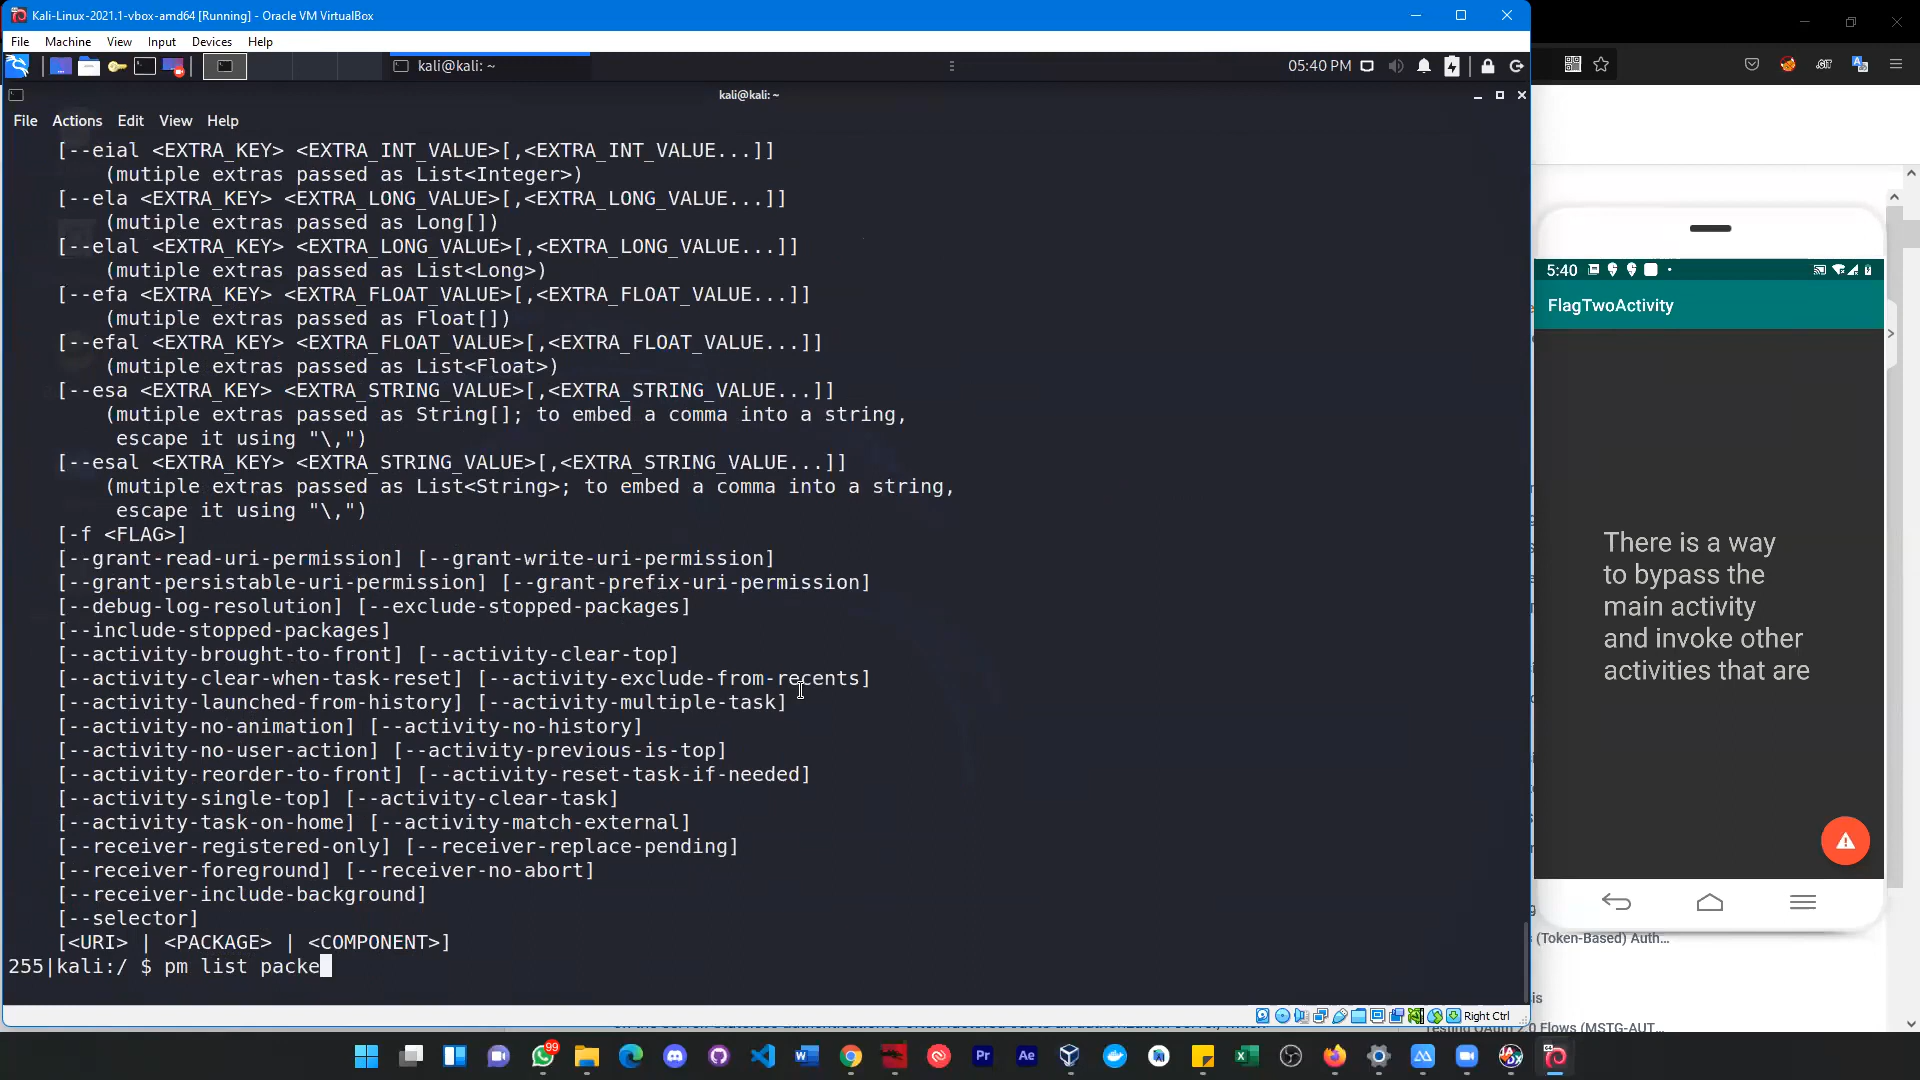 Kali-Linux-2021.1-vbox-amd64 [Running] - Oracle VM VirtualBox
File Machine View Input Devices Help
kali@kali: ~
05:40 PM
kali@kali: ~
File Actions Edit View Help
[--eial <EXTRA_KEY> <EXTRA_INT_VALUE>[,<EXTRA_INT_VALUE...]]
(mutiple extras passed as List<Integer>)
[--ela <EXTRA_KEY> <EXTRA_LONG_VALUE>[,<EXTRA_LONG_VALUE...]]
(mutiple extras passed as Long[])
[--elal <EXTRA_KEY> <EXTRA_LONG_VALUE>[,<EXTRA_LONG_VALUE...]]
(mutiple extras passed as List<Long>)
[--efa <EXTRA_KEY> <EXTRA_FLOAT_VALUE>[,<EXTRA_FLOAT_VALUE...]]
(mutiple extras passed as Float[])
[--efal <EXTRA_KEY> <EXTRA_FLOAT_VALUE>[,<EXTRA_FLOAT_VALUE...]]
(mutiple extras passed as List<Float>)
[--esa <EXTRA_KEY> <EXTRA_STRING_VALUE>[,<EXTRA_STRING_VALUE...]]
(mutiple extras passed as String[]; to embed a comma into a string,
escape it using "\,")
[--esal <EXTRA_KEY> <EXTRA_STRING_VALUE>[,<EXTRA_STRING_VALUE...]]
(mutiple extras passed as List<String>; to embed a comma into a string,
escape it using "\,")
[-f <FLAG>]
[--grant-read-uri-permission] [--grant-write-uri-permission]
[--grant-persistable-uri-permission] [--grant-prefix-uri-permission]
[--debug-log-resolution] [--exclude-stopped-packages]
[--include-stopped-packages]
[--activity-brought-to-front] [--activity-clear-top]
[--activity-clear-when-task-reset] [--activity-exclude-from-recents]
[--activity-launched-from-history] [--activity-multiple-task]
[--activity-no-animation] [--activity-no-history]
[--activity-no-user-action] [--activity-previous-is-top]
[--activity-reorder-to-front] [--activity-reset-task-if-needed]
[--activity-single-top] [--activity-clear-task]
[--activity-task-on-home] [--activity-match-external]
[--receiver-registered-only] [--receiver-replace-pending]
[--receiver-foreground] [--receiver-no-abort]
[--receiver-include-background]
[--selector]
[<URI> | <PACKAGE> | <COMPONENT>]
255|kali:/ $ pm list packe
Right Ctrl
5:40
FlagTwoActivity
There is a way
to bypass the
main activity
and invoke other
activities that are
(Token-Based) Auth...
Testing OAuth 2.0 Flows (MSTG-AUT...
99